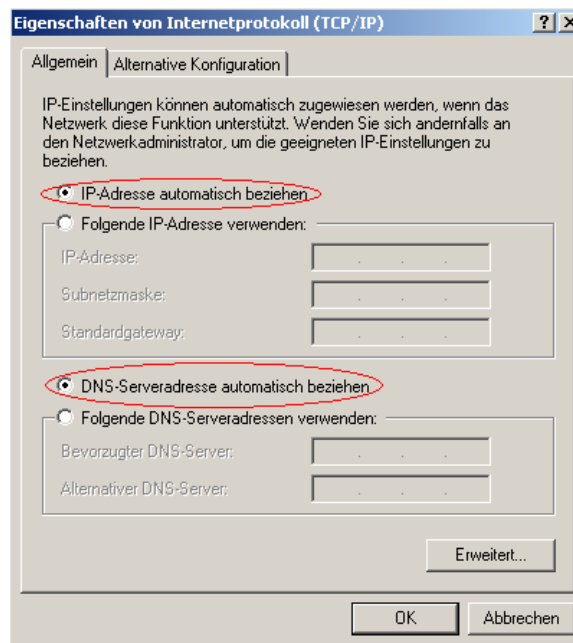 Eigenschaften von Internetprotokoll (TCP/IP)
Allgemein
Alternative Konfiguration
IP-Einstellungen können automatisch zugewiesen werden, wenn das
Netzwerk diese Funktion unterstützt. Wenden Sie sich andernfalls an
den Netzwerkadministrator, um die geeigneten IP-Einstellungen zu
beziehen.
IP-Adresse automatisch beziehen
Folgende IP-Adresse verwenden:
IP-Adresse:
Subnetzmaske:
Standardgateway:
DNS-Serveradresse automatisch beziehen
Folgende DNS-Serveradressen verwenden:
Bevorzugter DNS-Server:
Alternativer DNS-Server:
Erweitert...
OK
Abbrechen